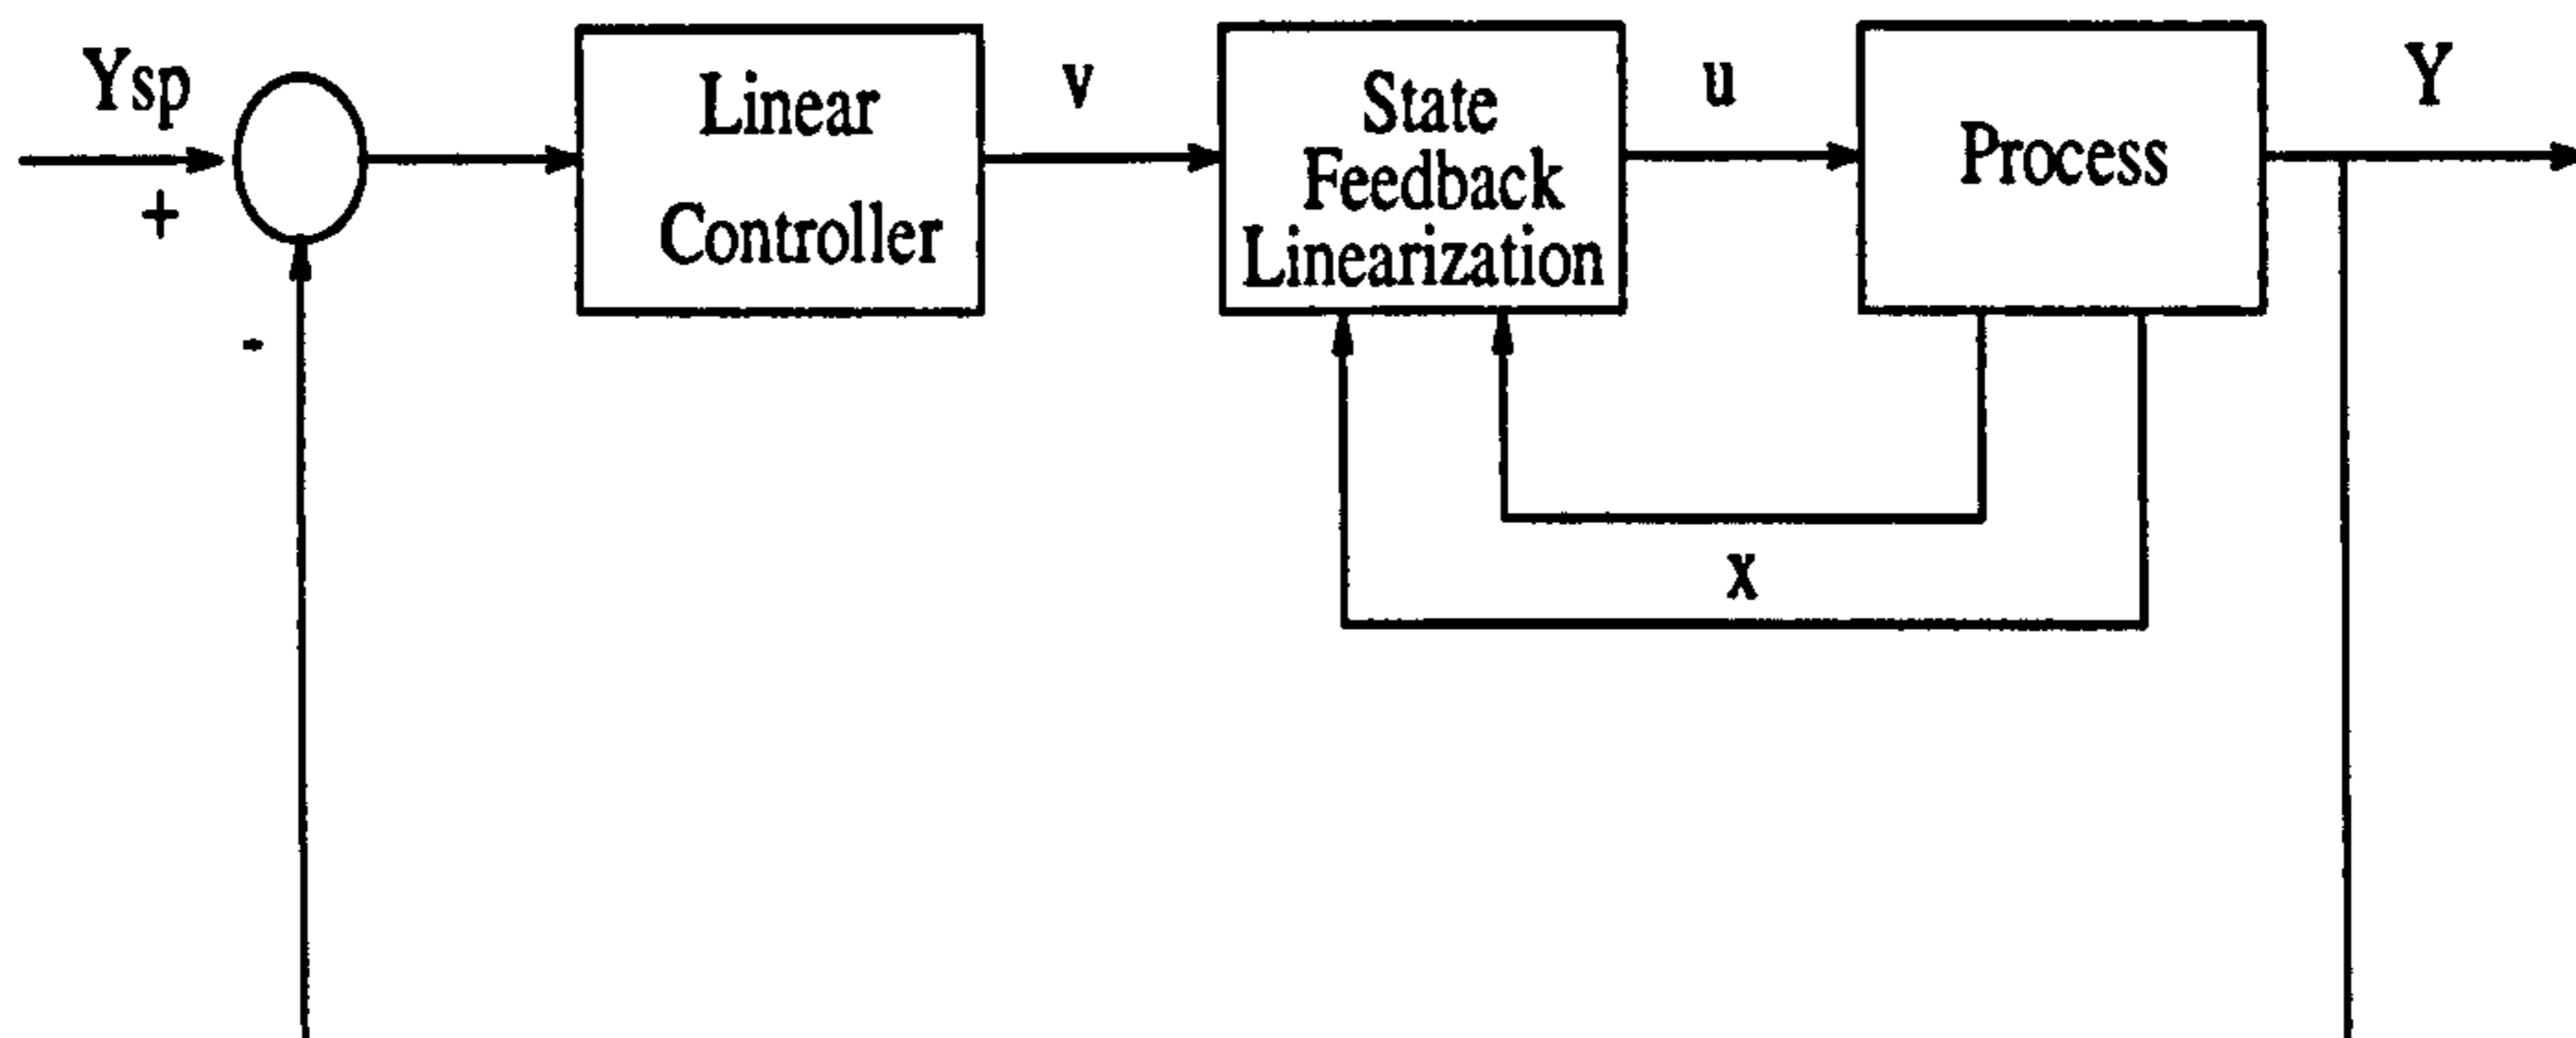 Ysp
+
-
Linear
Controller
v
State
Feedback
Linearization
u
Process
Y
x